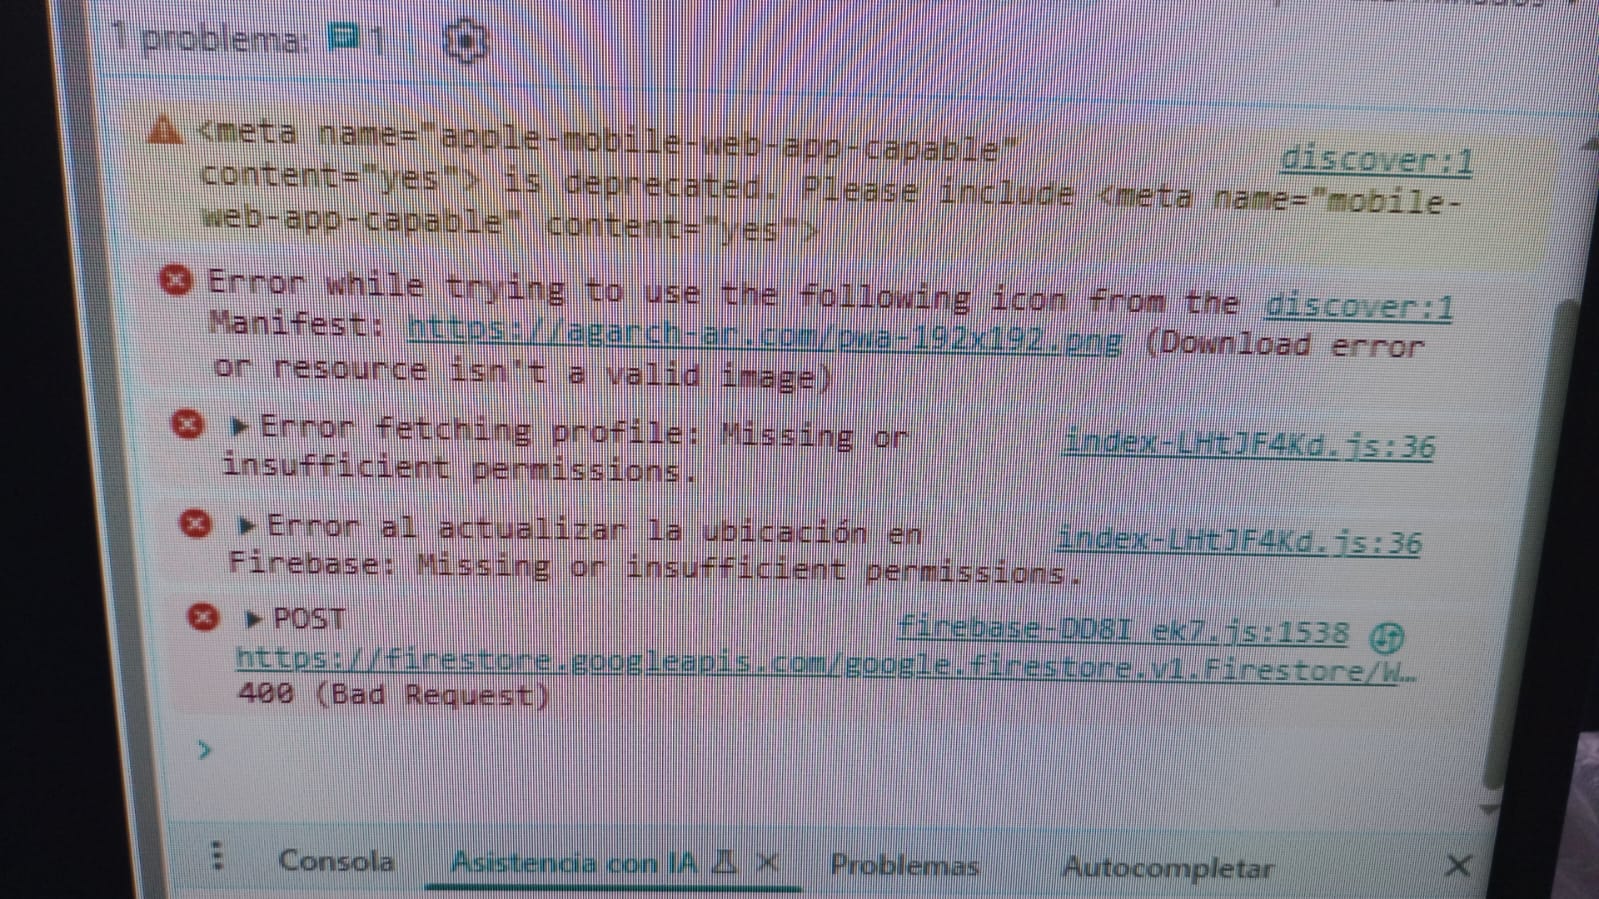 1 problema: 1
<meta name="apple-mobile-web-app-capable" discover:1
content="yes"> is deprecated. Please include <meta name="mobile-
web-app-capable" content="yes">
Error while trying to use the following icon from the discover:1
Manifest: https://agarch-ar.com/pwa-192x192.png (Download error
or resource isn't a valid image)
Error fetching profile: Missing or index-LHtJF4Kd.js:36
insufficient permissions.
Error al actualizar la ubicación en index-LHtJF4Kd.js:36
Firebase: Missing or insufficient permissions.
POST firebase-DD8I_ek7.js:1538
https://firestore.googleapis.com/google.firestore.v1.Firestore/W…
400 (Bad Request)
>
Consola Asistencia con IA Problemas Autocompletar